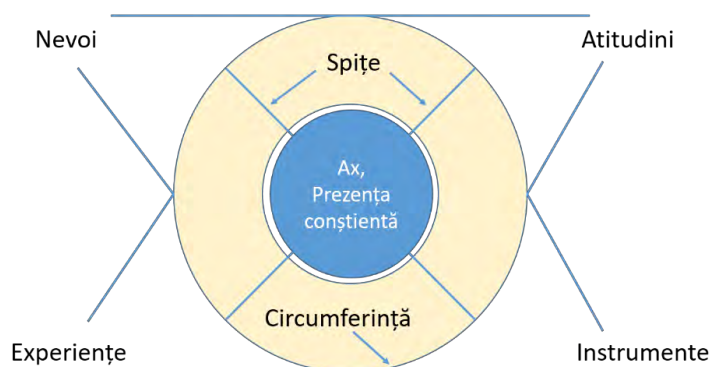 Nevoi
Atitudini
Spițe
Ax,
Prezența
conștientă
Circumferință
Experiențe
Instrumente